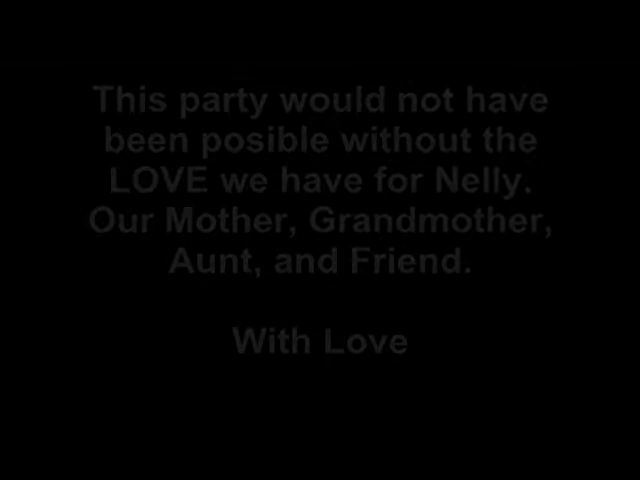 This party would not have
been posible without the
LOVE we have for Nelly.
Our Mother, Grandmother,
Aunt, and Friend.
With Love